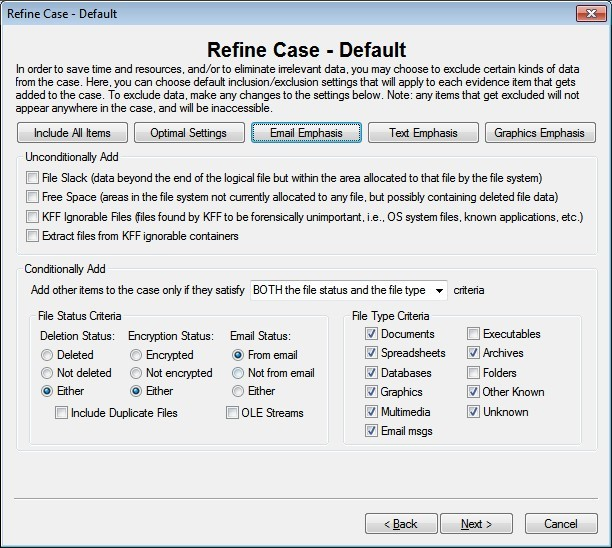 Refine Case - Default
Refine Case - Default
In order to save time and resources, and/or to eliminate irrelevant data, you may choose to exclude certain kinds of data
from the case. Here, you can choose default inclusion/exclusion settings that will apply to each evidence item that gets
added to the case. To exclude data, make any changes to the settings below. Note: any items that get excluded will not
appear anywhere in the case, and will be inaccessible.
Include All Items Optimal Settings Email Emphasis Text Emphasis Graphics Emphasis
Unconditionally Add
File Slack (data beyond the end of the logical file but within the area allocated to that file by the file system)
Free Space (areas in the file system not currently allocated to any file, but possibly containing deleted file data)
KFF Ignorable Files (files found by KFF to be forensically unimportant, i.e., OS system files, known applications, etc.)
Extract files from KFF ignorable containers
Conditionally Add
Add other items to the case only if they satisfy BOTH the file status and the file type criteria
File Status Criteria
Deletion Status: Encryption Status: Email Status:
Deleted Encrypted From email
Not deleted Not encrypted Not from email
Either Either Either
Include Duplicate Files OLE Streams
File Type Criteria
Documents Executables
Spreadsheets Archives
Databases Folders
Graphics Other Known
Multimedia Unknown
Email msgs
< Back Next > Cancel